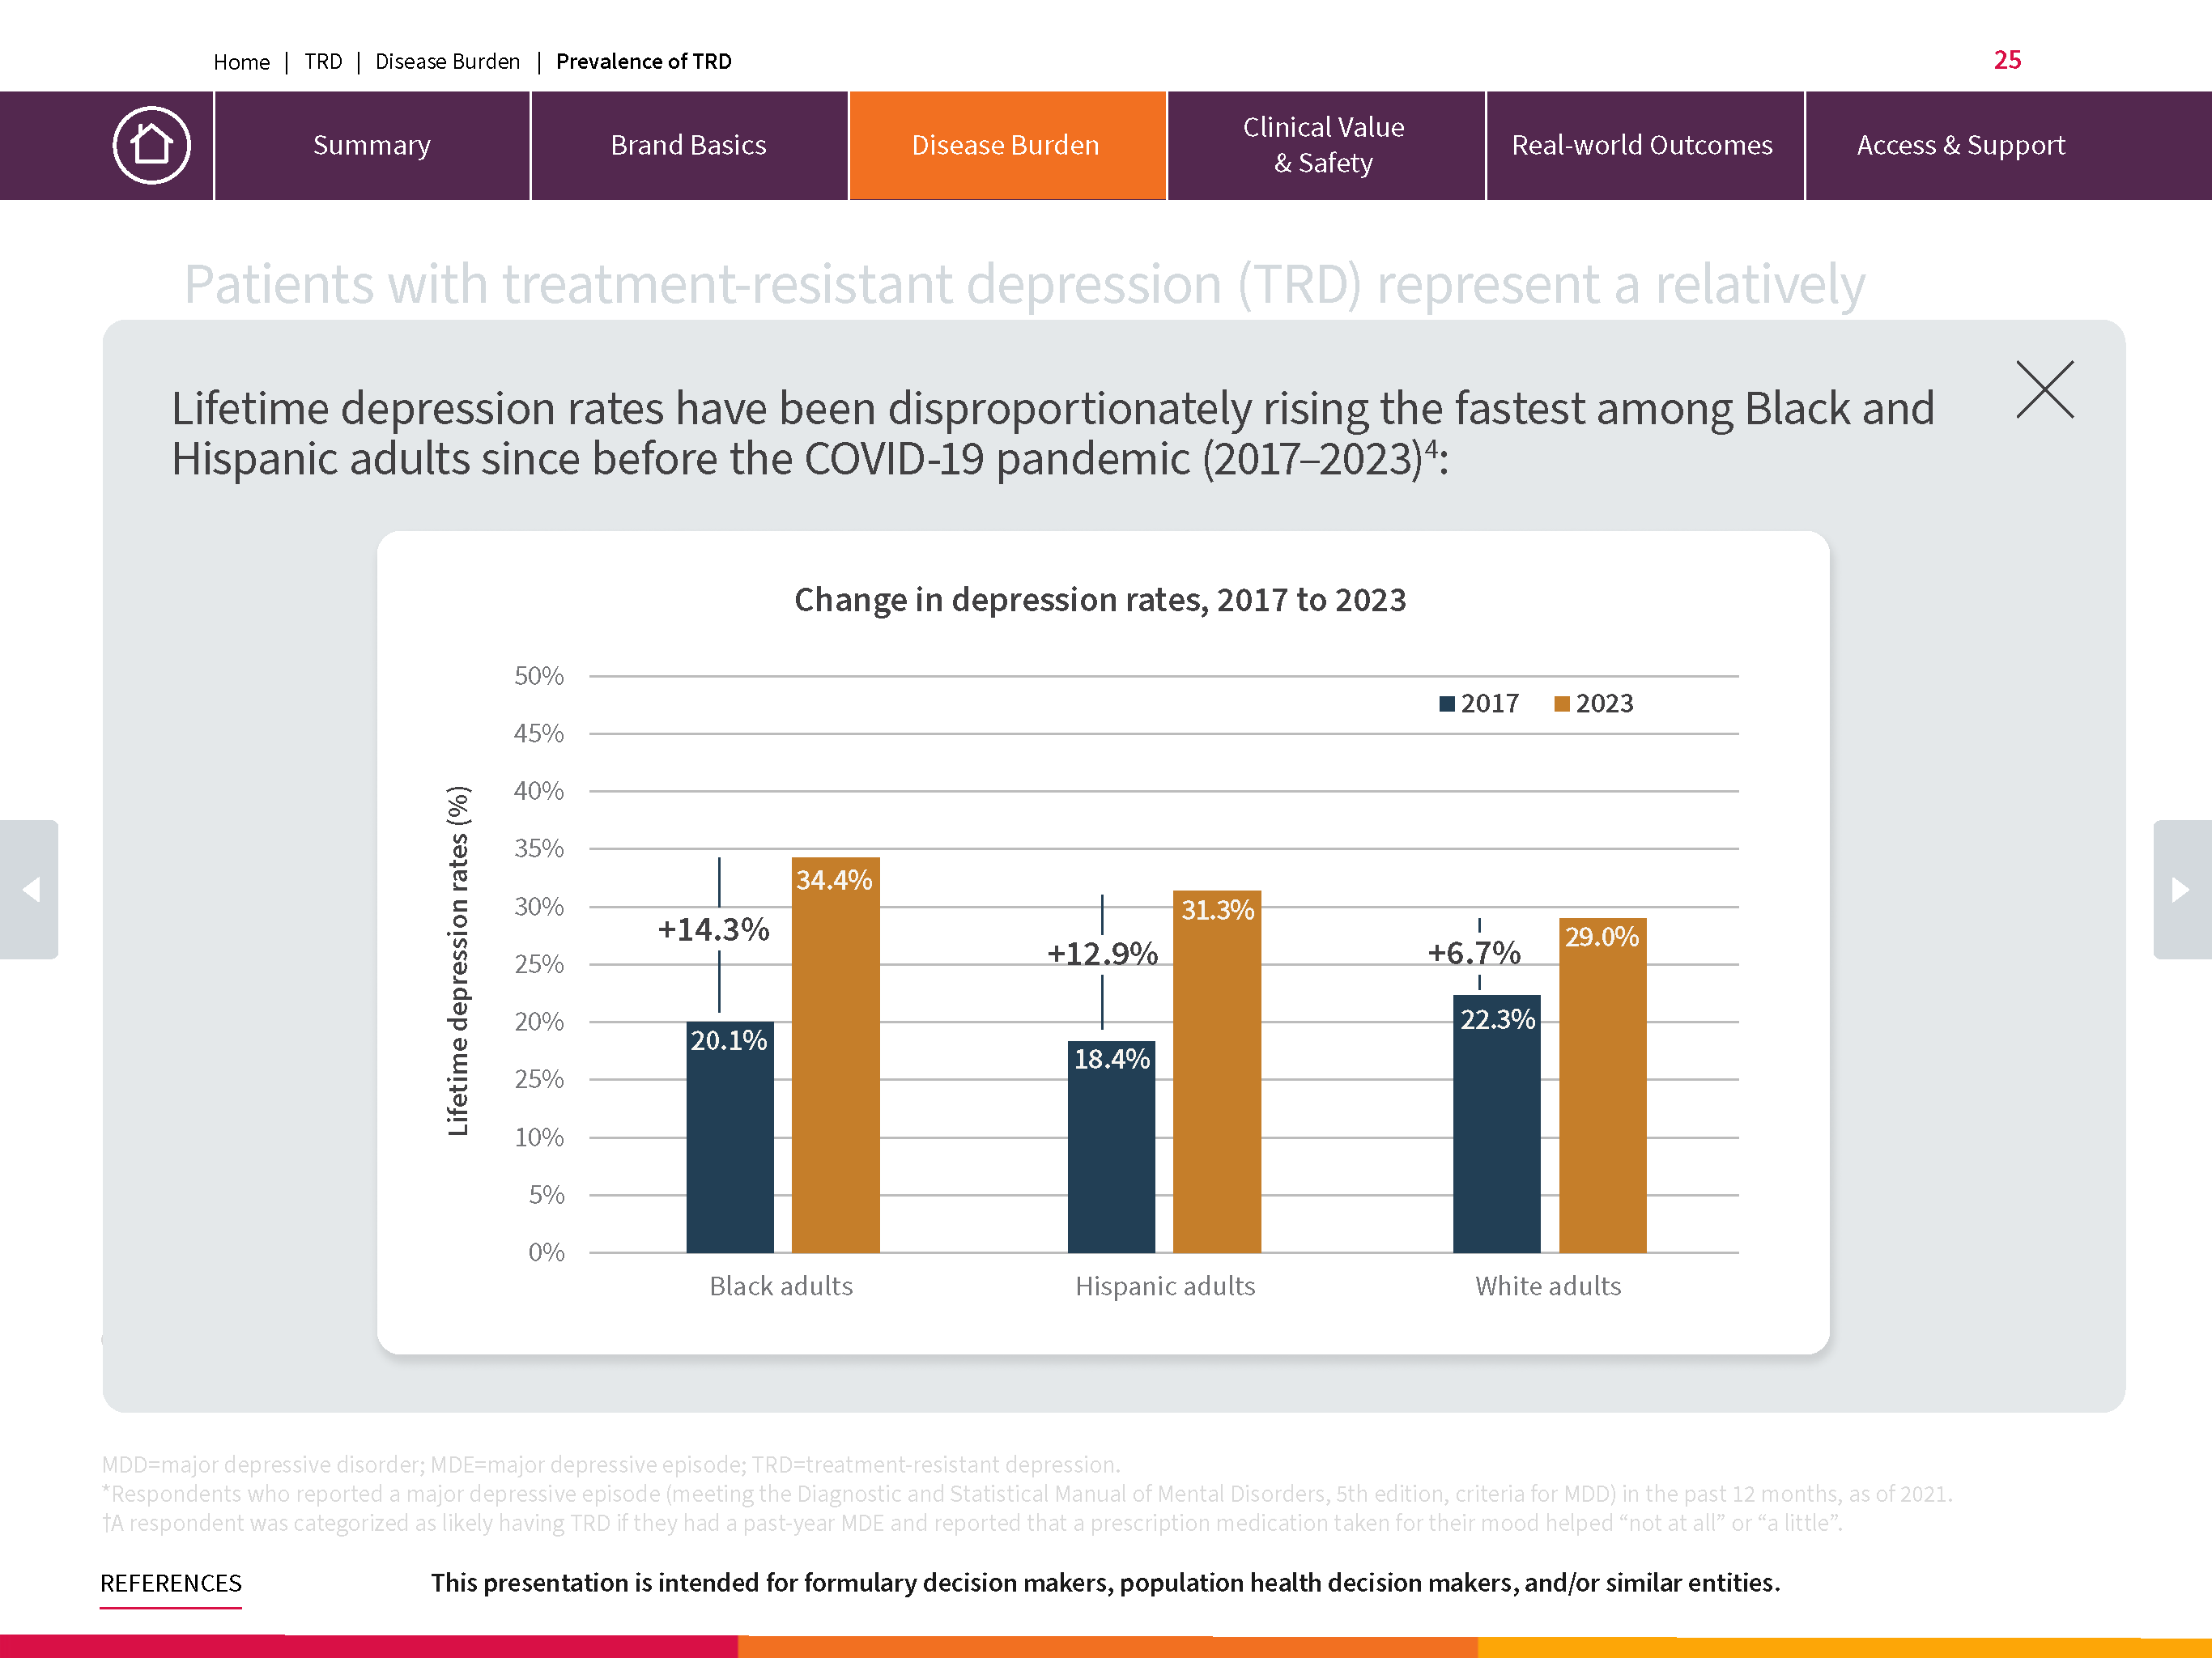 Home | TRD | Disease Burden | Prevalence of TRD
25
Summary
Brand Basics
Disease Burden
Clinical Value
& Safety
Real-world Outcomes
Access & Support
Patients with treatment-resistant depression (TRD) represent a relatively
Lifetime depression rates have been disproportionately rising the fastest among Black and
Hispanic adults since before the COVID-19 pandemic (2017–2023)⁴:
Change in depression rates, 2017 to 2023
Lifetime depression rates (%)
50%
45%
40%
35%
30%
25%
20%
25%
10%
5%
0%
2017
2023
+14.3%
20.1%
34.4%
+12.9%
18.4%
31.3%
+6.7%
22.3%
29.0%
Black adults
Hispanic adults
White adults
MDD=major depressive disorder; MDE=major depressive episode; TRD=treatment-resistant depression.
*Respondents who reported a major depressive episode (meeting the Diagnostic and Statistical Manual of Mental Disorders, 5th edition, criteria for MDD) in the past 12 months, as of 2021.
†A respondent was categorized as likely having TRD if they had a past-year MDE and reported that a prescription medication taken for their mood helped “not at all” or “a little”.
REFERENCES
This presentation is intended for formulary decision makers, population health decision makers, and/or similar entities.